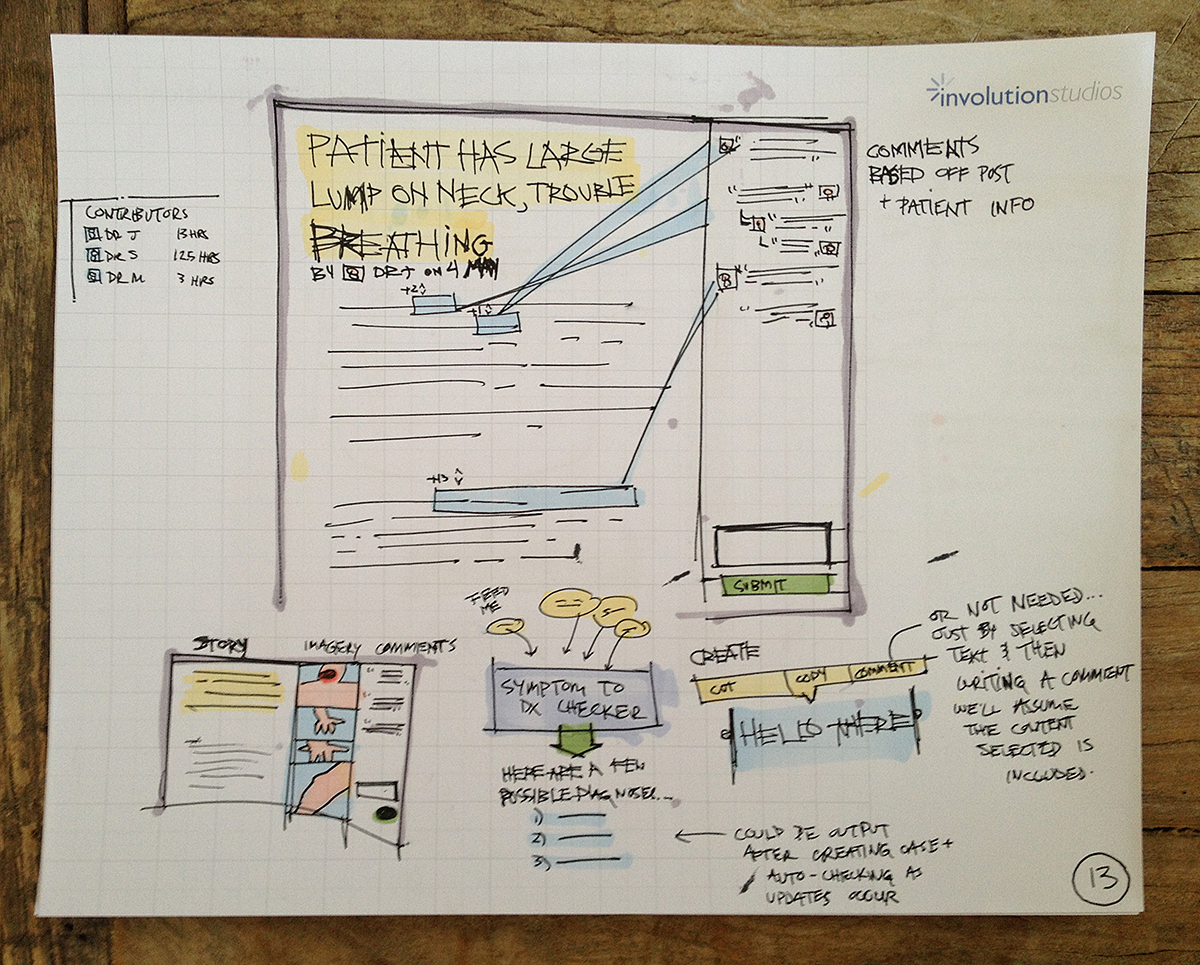 involutionstudios
PATIENT HAS LARGE
LUMP ON NECK, TROUBLE
BREATHING
BY DR J ON 4 MAY
CONTRIBUTORS
DR J 13 HRS
DR S 12.5 HRS
DR M 3 HRS
COMMENTS
BASED OFF POST
+ PATIENT INFO
+2
+1
+3
SUBMIT
STORY IMAGERY COMMENTS
FEED
ME
SYMPTOM TO
DX CHECKER
HERE ARE A FEW
POSSIBLE DIAGNOSES...
1)
2)
3)
COULD BE OUTPUT
AFTER CREATING CASE +
AUTO-CHECKING AS
UPDATES OCCUR
CREATE
CUT COPY COMMENT
HELLO THERE
OR NOT NEEDED...
JUST BY SELECTING
TEXT & THEN
WRITING A COMMENT
WE'LL ASSUME
THE CONTENT
SELECTED IS
INCLUDED.
13